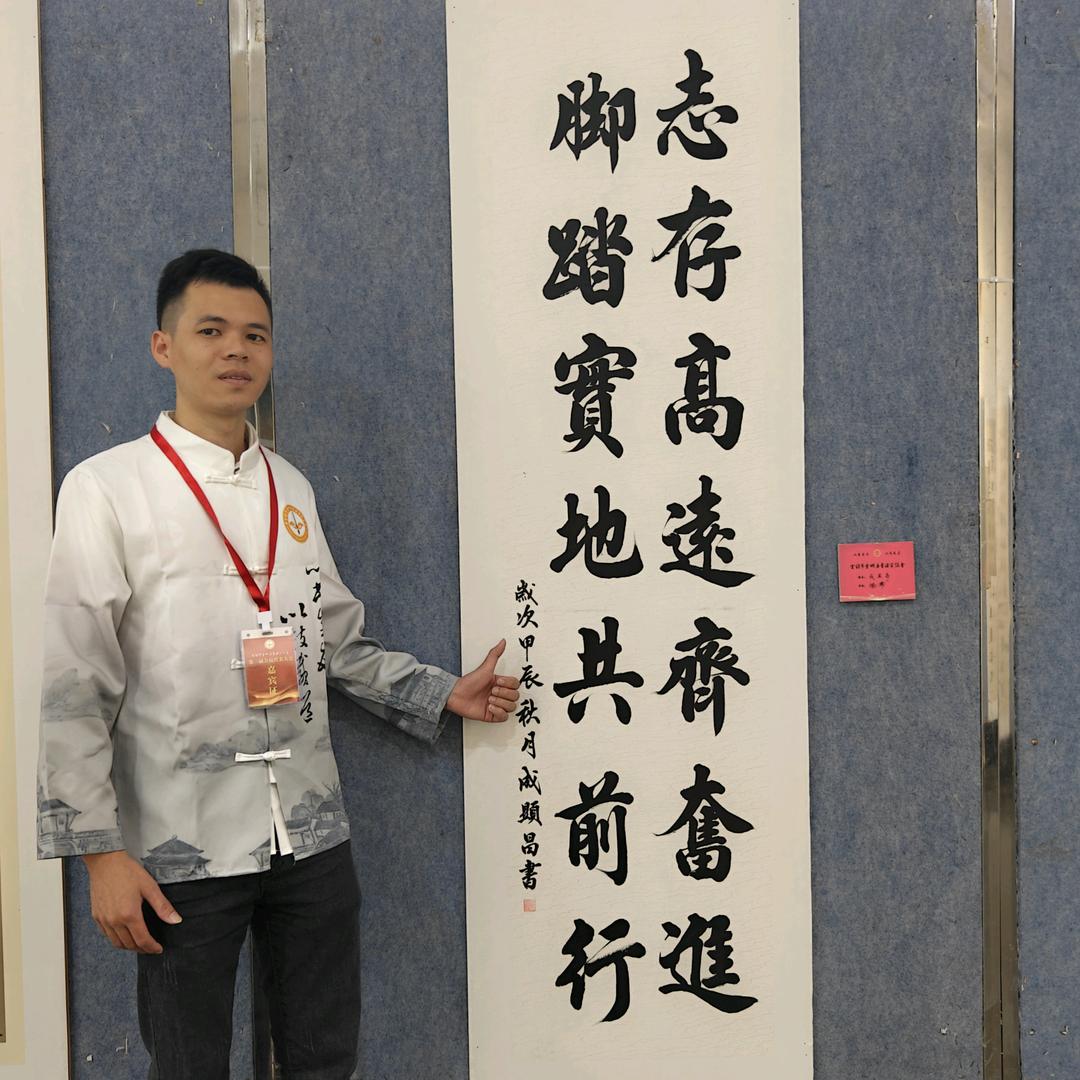 志存高遠齊奮進
脚踏實地共前行
歲次甲辰秋月成顯昌書
嘉宾证